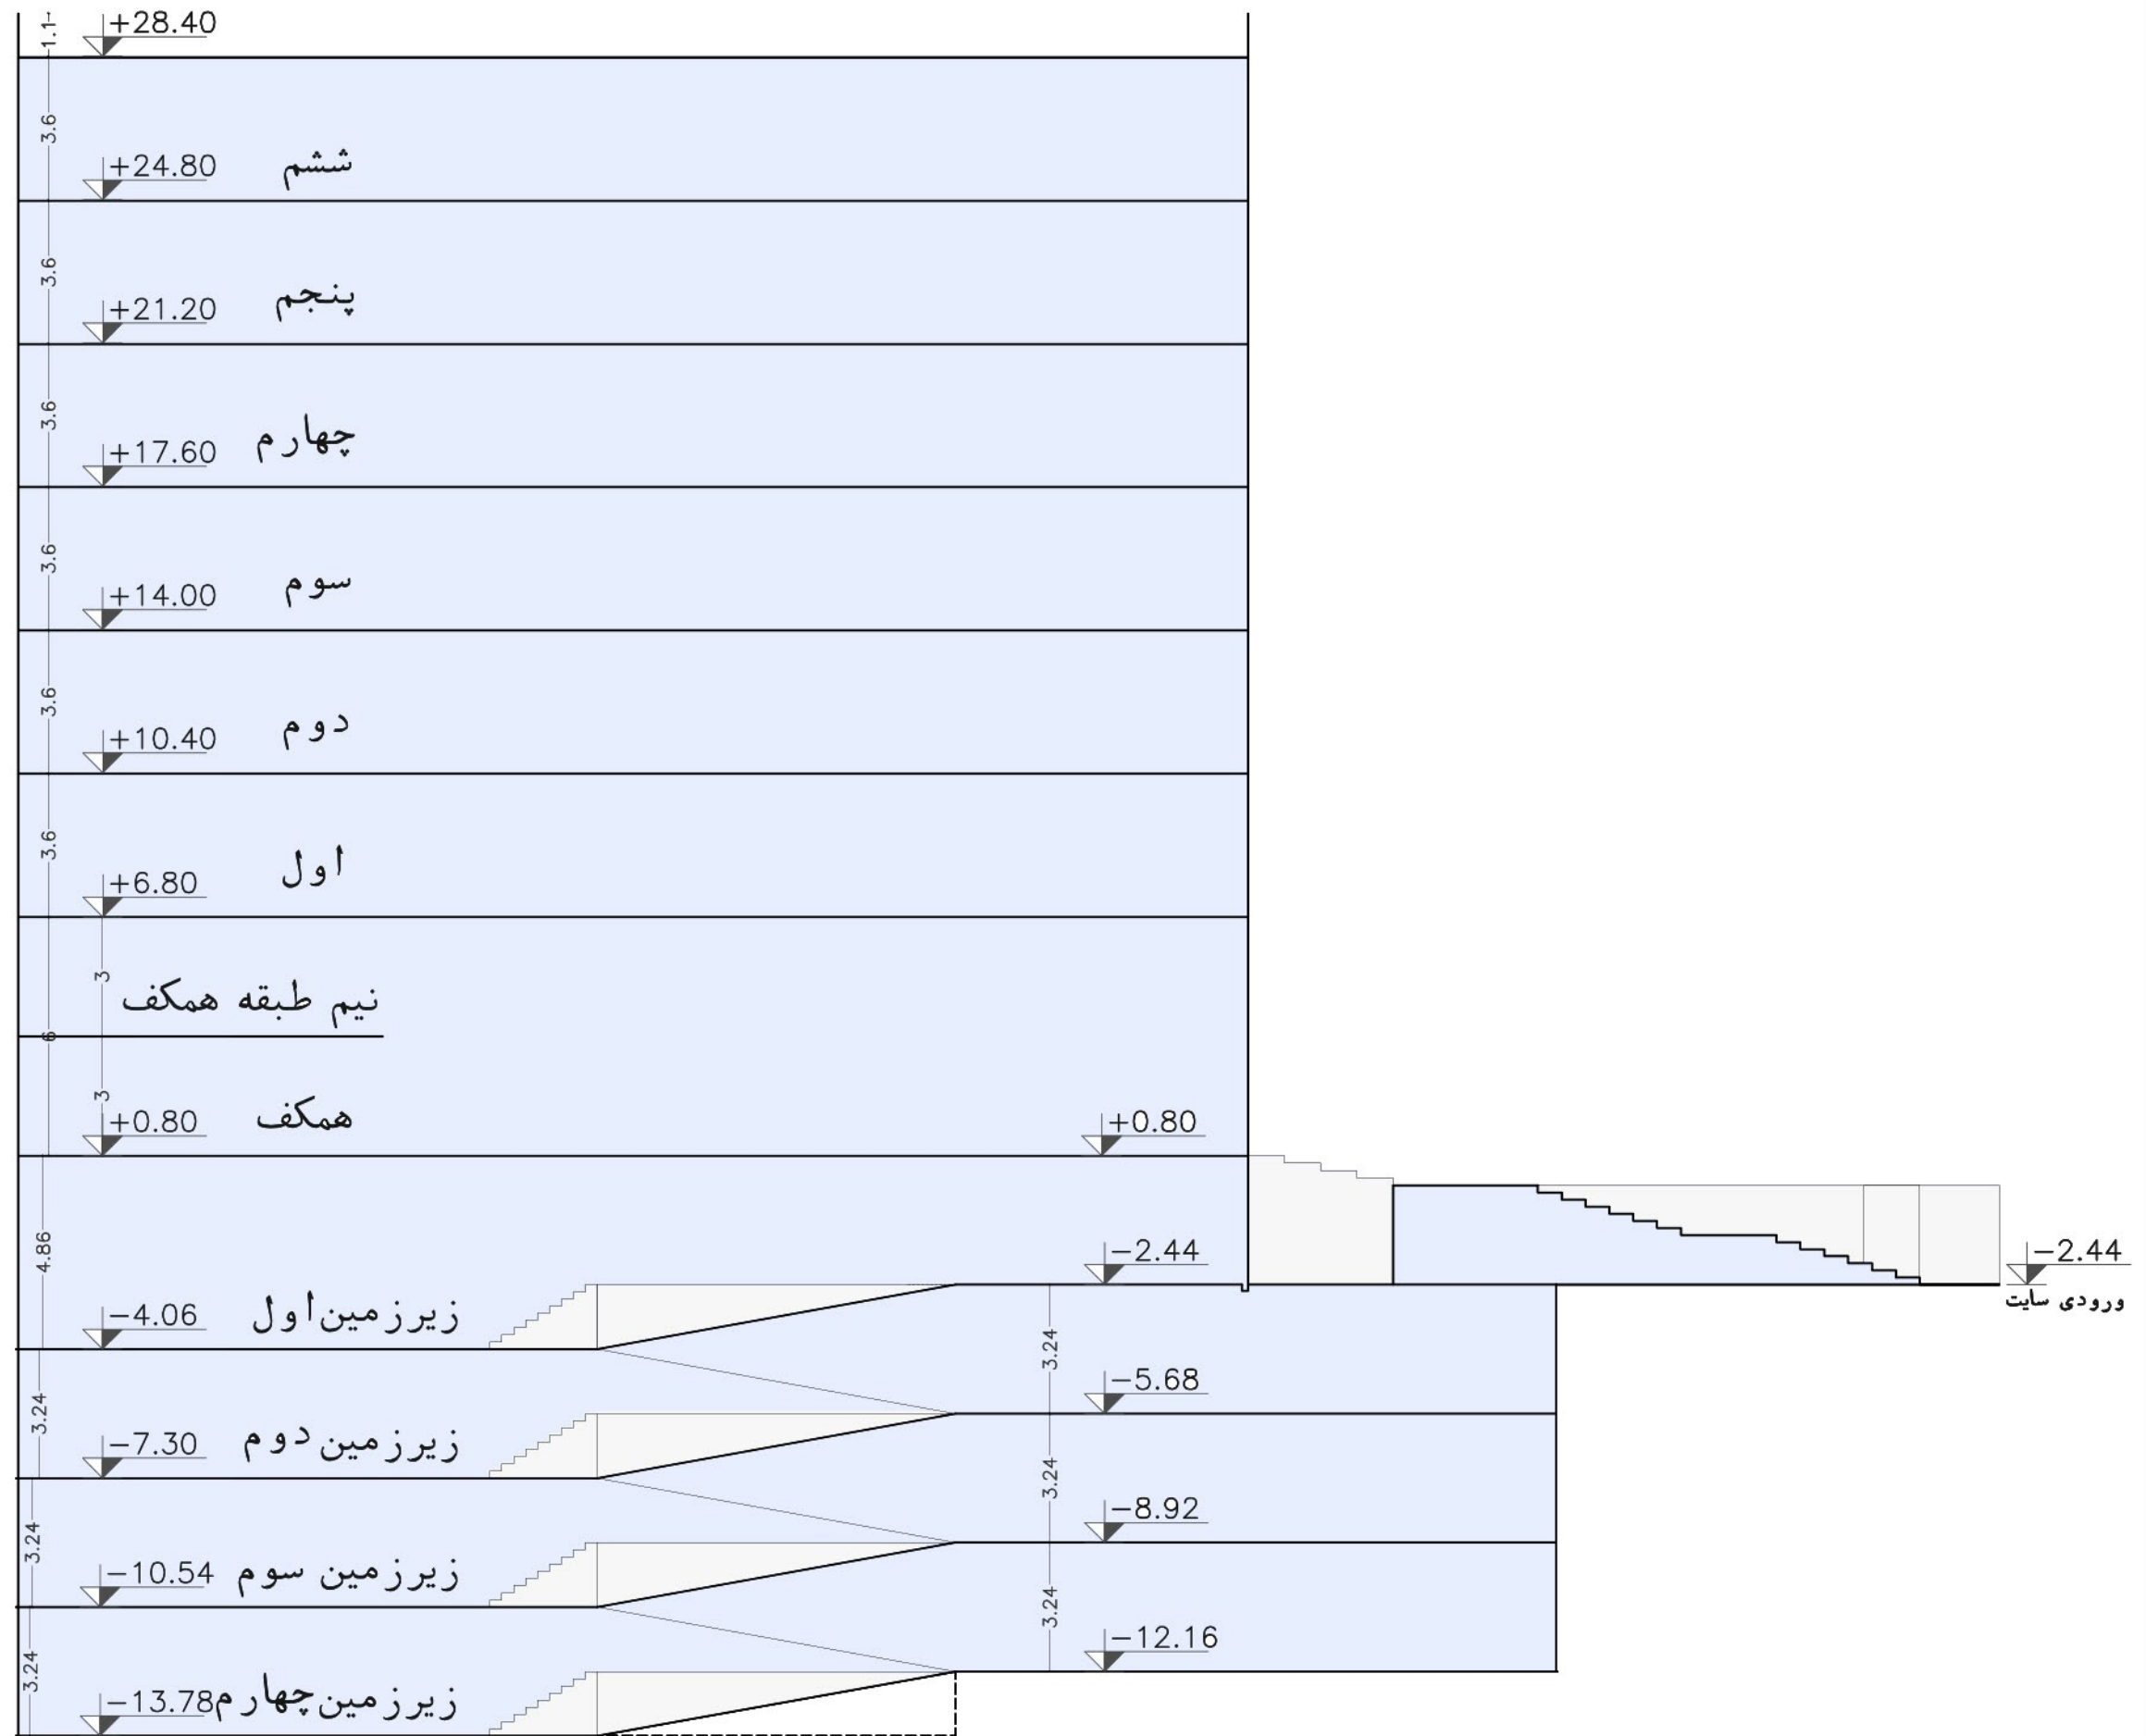 1.1
+28.40
3.6
+24.80 ششم
3.6
+21.20 پنجم
3.6
+17.60 چهارم
3.6
+14.00 سوم
3.6
+10.40 دوم
3.6
+6.80 اول
3
نیم طبقه همکف
6
3
+0.80 همکف
+0.80
4.86
-2.44
-2.44
ورودی سایت
-4.06 زیرزمین اول
3.24
-5.68
3.24
-7.30 زیرزمین دوم
3.24
-8.92
3.24
-10.54 زیرزمین سوم
3.24
-12.16
3.24
-13.78 زیرزمین چهارم